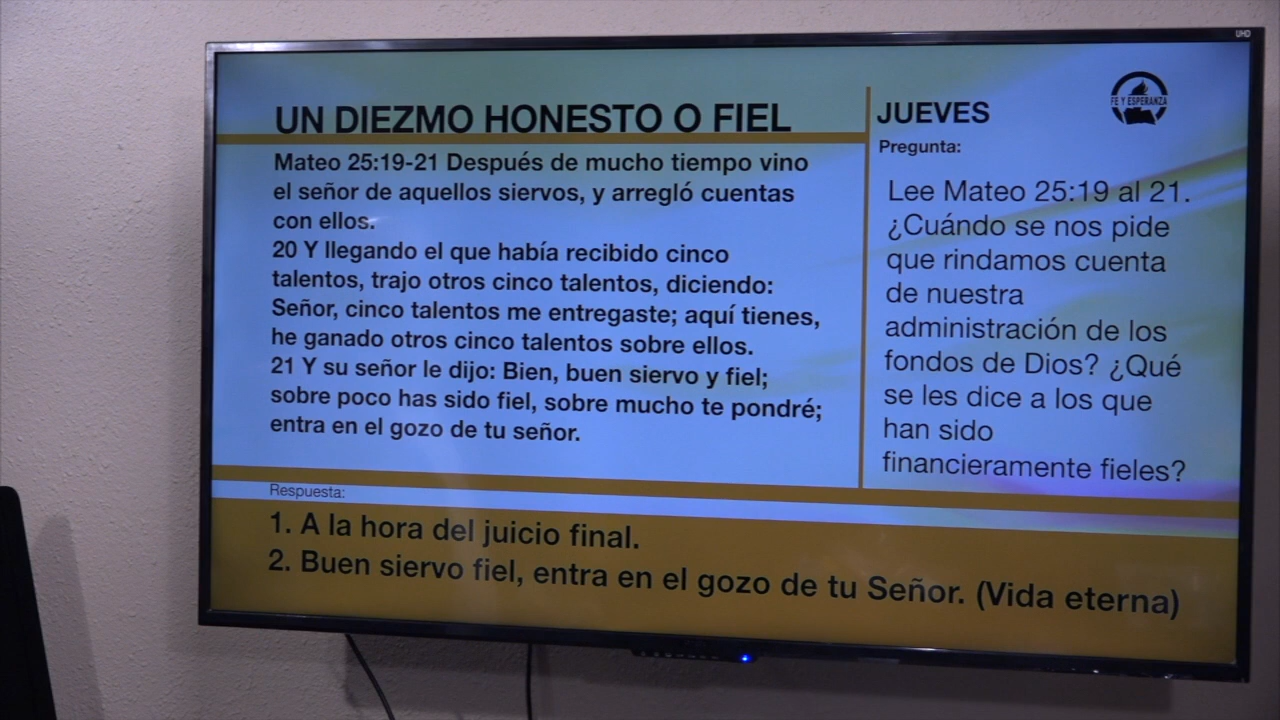 UHD
UN DIEZMO HONESTO O FIEL
Mateo 25:19-21 Después de mucho tiempo vino
el señor de aquellos siervos, y arregló cuentas
con ellos.
20 Y llegando el que había recibido cinco
talentos, trajo otros cinco talentos, diciendo:
Señor, cinco talentos me entregaste; aquí tienes,
he ganado otros cinco talentos sobre ellos.
21 Y su señor le dijo: Bien, buen siervo y fiel;
sobre poco has sido fiel, sobre mucho te pondré;
entra en el gozo de tu señor.
JUEVES
FE Y ESPERANZA
Pregunta:
Lee Mateo 25:19 al 21.
¿Cuándo se nos pide
que rindamos cuenta
de nuestra
administración de los
fondos de Dios? ¿Qué
se les dice a los que
han sido
financieramente fieles?
Respuesta:
1. A la hora del juicio final.
2. Buen siervo fiel, entra en el gozo de tu Señor. (Vida eterna)